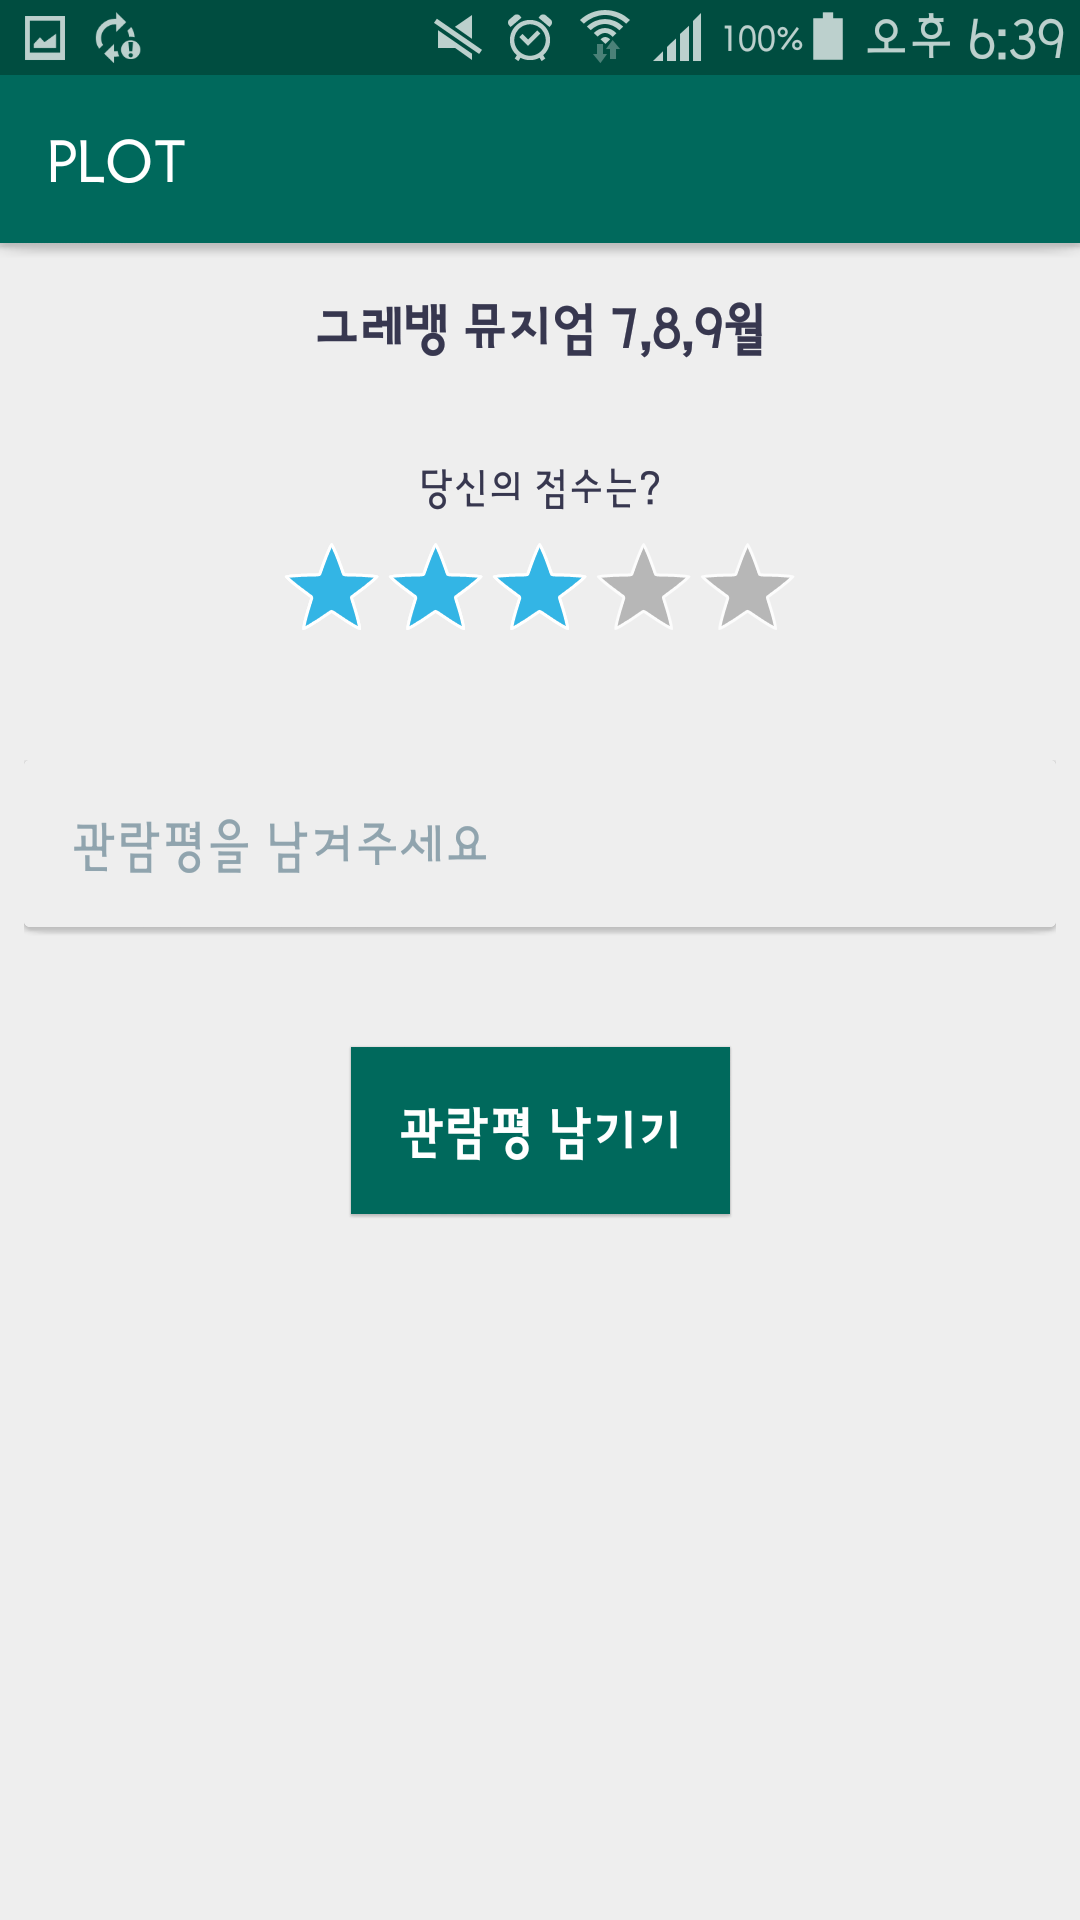 100% 오후 6:39
PLOT
그레뱅 뮤지엄 7,8,9월
당신의 점수는?
관람평을 남겨주세요
관람평 남기기